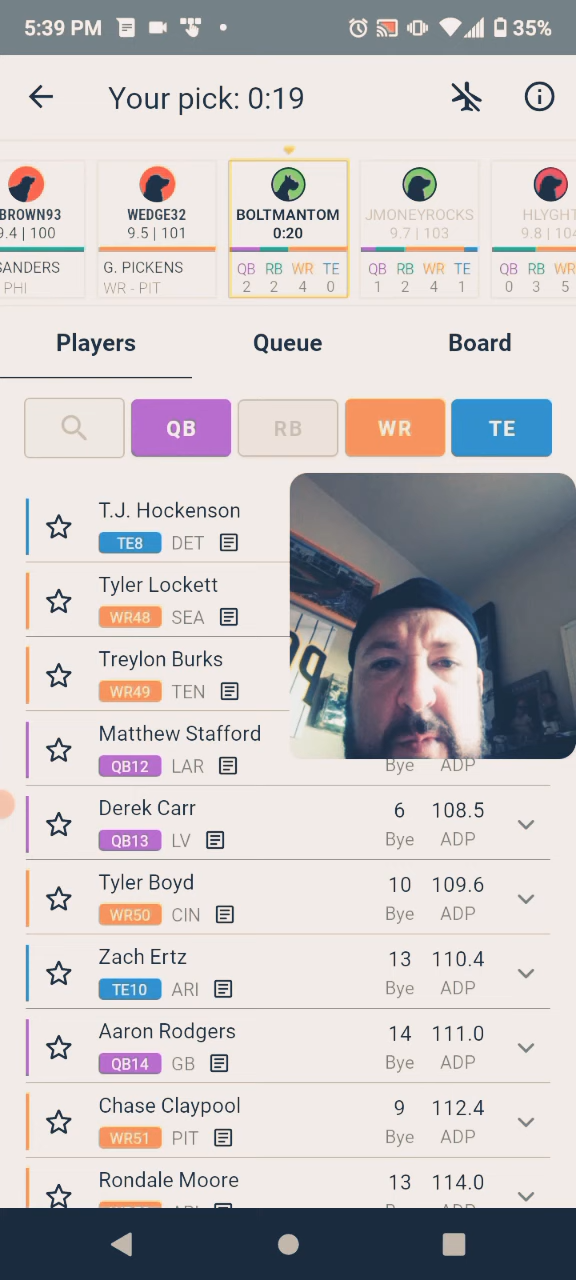 5:39 PM 35%
Your pick: 0:19
BROWN93 WEDGE32 BOLTMANTOM JMONEYROCKS HLYGHT
9.4 | 100 9.5 | 101 0:20 9.7 | 103 9.8 | 104
SANDERS G. PICKENS QB RB WR TE QB RB WR TE QB RB WR
PHI WR - PIT 2 2 4 0 1 2 4 1 0 3 5
Players Queue Board
QB RB WR TE
T.J. Hockenson
TE8 DET
Tyler Lockett
WR48 SEA
Treylon Burks
WR49 TEN
Matthew Stafford
QB12 LAR Bye ADP
Derek Carr 6 108.5
QB13 LV Bye ADP
Tyler Boyd 10 109.6
WR50 CIN Bye ADP
Zach Ertz 13 110.4
TE10 ARI Bye ADP
Aaron Rodgers 14 111.0
QB14 GB Bye ADP
Chase Claypool 9 112.4
WR51 PIT Bye ADP
Rondale Moore 13 114.0